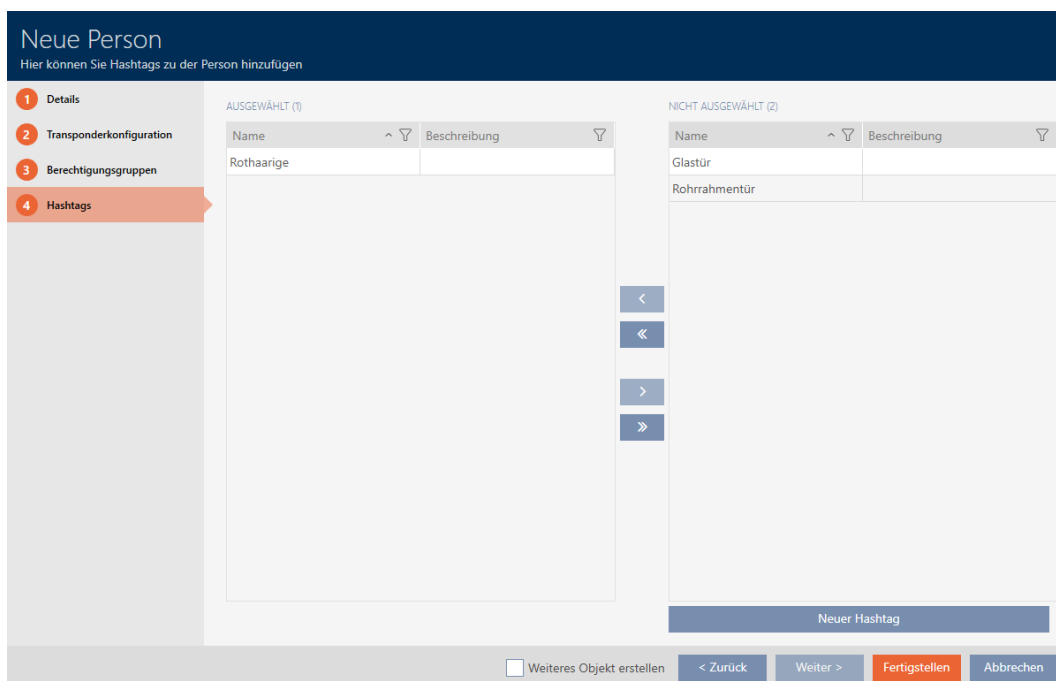 Neue Person
Hier können Sie Hashtags zu der Person hinzufügen
1 Details
2 Transponderkonfiguration
3 Berechtigungsgruppen
4 Hashtags
AUSGEWÄHLT (1)
Name Beschreibung
Rothaarige
NICHT AUSGEWÄHLT (2)
Name Beschreibung
Glastür
Rohrrahmentür
Neuer Hashtag
Weiteres Objekt erstellen < Zurück Weiter > Fertigstellen Abbrechen